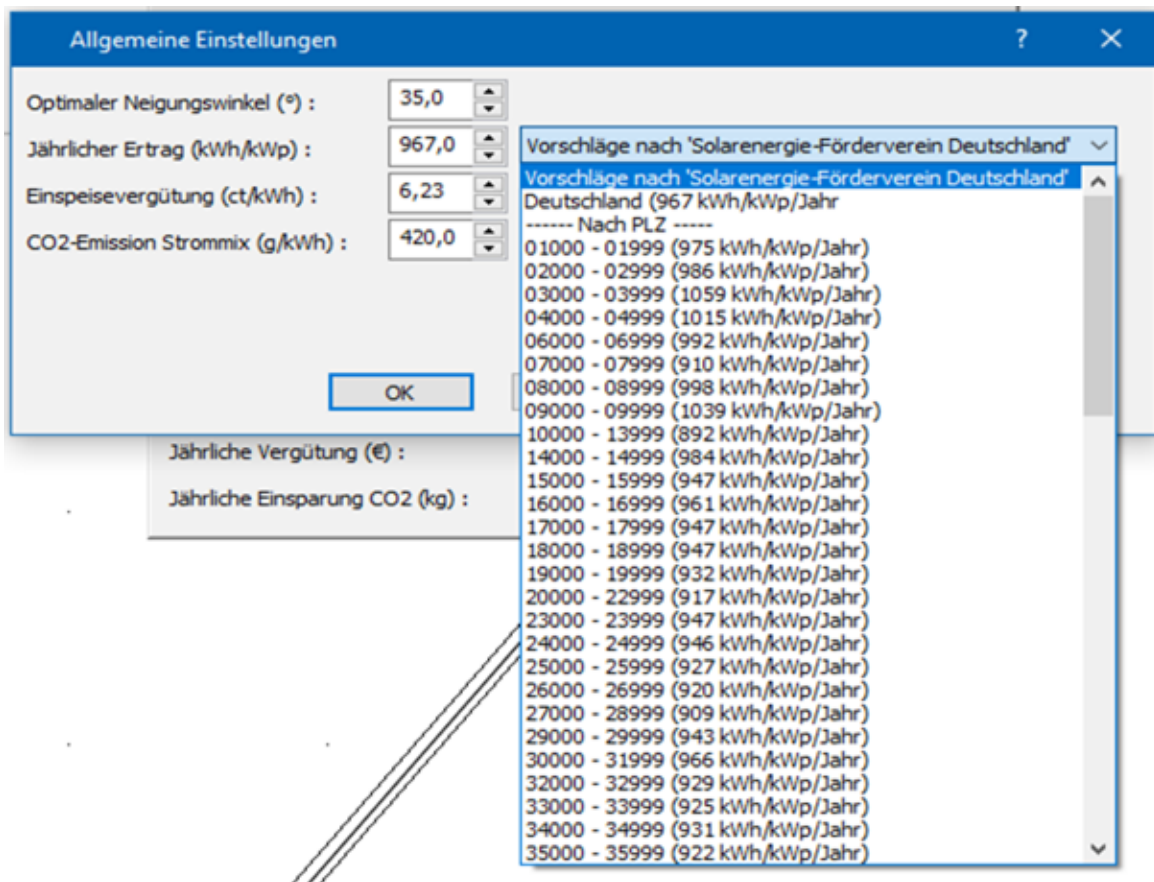 Allgemeine Einstellungen
?
Optimaler Neigungswinkel (°) :
35,0
Jährlicher Ertrag (kWh/kWp) :
967,0
Vorschläge nach 'Solarenergie-Förderverein Deutschland'
Einspeisevergütung (ct/kWh) :
6,23
CO2-Emission Strommix (g/kWh) :
420,0
OK
Vorschläge nach 'Solarenergie-Förderverein Deutschland'
Deutschland (967 kWh/kWp/Jahr
------ Nach PLZ -----
01000 - 01999 (975 kWh/kWp/Jahr)
02000 - 02999 (986 kWh/kWp/Jahr)
03000 - 03999 (1059 kWh/kWp/Jahr)
04000 - 04999 (1015 kWh/kWp/Jahr)
06000 - 06999 (992 kWh/kWp/Jahr)
07000 - 07999 (910 kWh/kWp/Jahr)
08000 - 08999 (998 kWh/kWp/Jahr)
09000 - 09999 (1039 kWh/kWp/Jahr)
10000 - 13999 (892 kWh/kWp/Jahr)
14000 - 14999 (984 kWh/kWp/Jahr)
15000 - 15999 (947 kWh/kWp/Jahr)
16000 - 16999 (961 kWh/kWp/Jahr)
17000 - 17999 (947 kWh/kWp/Jahr)
18000 - 18999 (947 kWh/kWp/Jahr)
19000 - 19999 (932 kWh/kWp/Jahr)
20000 - 22999 (917 kWh/kWp/Jahr)
23000 - 23999 (947 kWh/kWp/Jahr)
24000 - 24999 (946 kWh/kWp/Jahr)
25000 - 25999 (927 kWh/kWp/Jahr)
26000 - 26999 (920 kWh/kWp/Jahr)
27000 - 28999 (909 kWh/kWp/Jahr)
29000 - 29999 (943 kWh/kWp/Jahr)
30000 - 31999 (966 kWh/kWp/Jahr)
32000 - 32999 (929 kWh/kWp/Jahr)
33000 - 33999 (925 kWh/kWp/Jahr)
34000 - 34999 (931 kWh/kWp/Jahr)
35000 - 35999 (922 kWh/kWp/Jahr)
Jährliche Vergütung (€) :
Jährliche Einsparung CO2 (kg) :